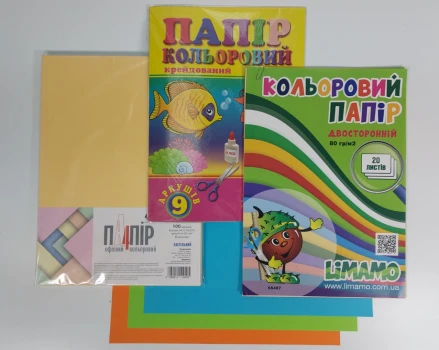 ПАПІР
КОЛЬОРОВИЙ
крейдований
АРКУШІВ
9
КОЛЬОРОВИЙ
ПАПІР
ДВОСТОРОННІЙ
80 гр/м2
20
ЛИСТІВ
LiMAMO
www.limamo.com.ua
ПАПІР
офісний кольоровий
100